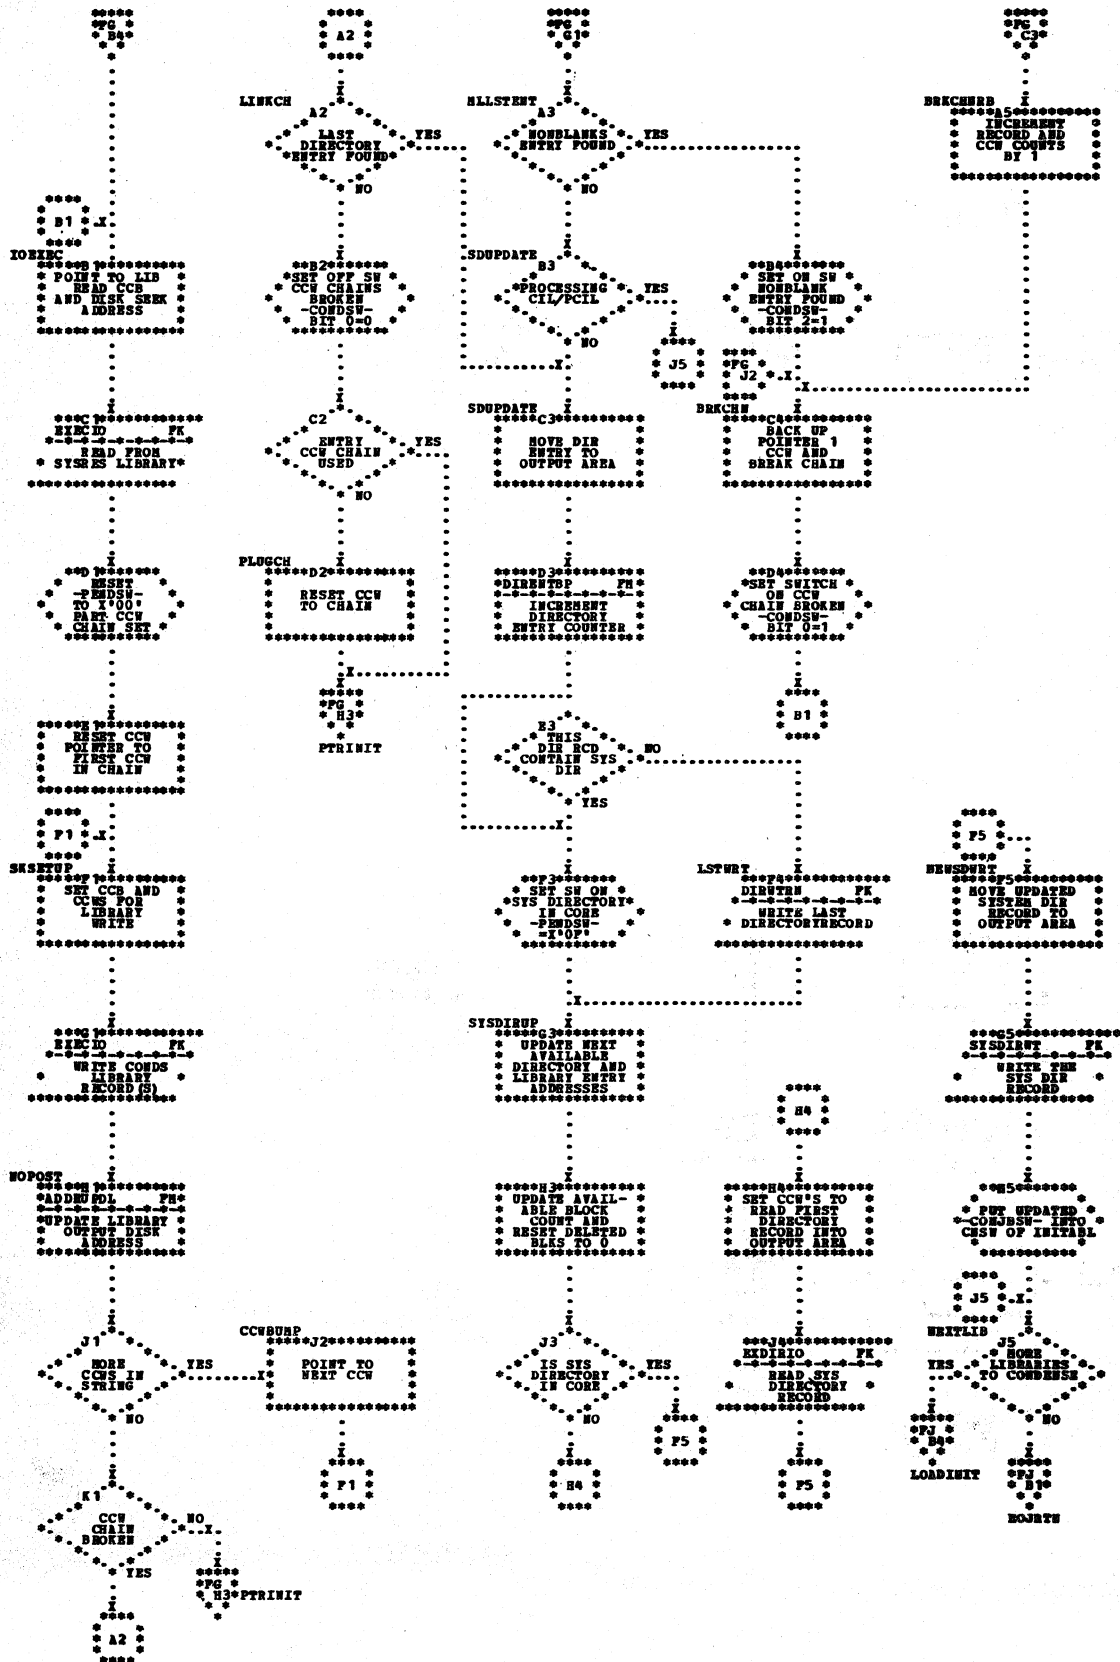 PG
B4
A2
PG
G1
PG
C3
LINKCH
A2
LAST
DIRECTORY
ENTRY FOUND
YES
NO
NLLSTENT
A3
NONBLANKS
ENTRY FOUND
YES
NO
BRKCHNRB
A5
INCREMENT
RECORD AND
CCW COUNTS
BY 1
B1
IOEXEC
B1
POINT TO LIB
READ CCB
AND DISK SEEK
ADDRESS
B2
SET OFF SW
CCW CHAINS
BROKEN
-CONDSW-
BIT 0=0
SDUPDATE
B3
PROCESSING
CIL/PCIL
YES
NO
J5
B4
SET ON SW
NONBLANK
ENTRY FOUND
-CONDSW-
BIT 2=1
PG
J2
C1
EXECIO PK
READ FROM
SYSRES LIBRARY
C2
ENTRY
CCW CHAIN
USED
YES
NO
SDUPDATE
C3
MOVE DIR
ENTRY TO
OUTPUT AREA
BRKCHN
C4
BACK UP
POINTER 1
CCW AND
BREAK CHAIN
D1
RESET
-PENDSW-
TO X'00'
PART CCW
CHAIN SET
PLUGCH
D2
RESET CCW
TO CHAIN
D3
DIRENTBP PM
INCREMENT
DIRECTORY
ENTRY COUNTER
D4
SET SWITCH
ON CCW
CHAIN BROKEN
-CONDSW-
BIT 0=1
PG
H3
PTRINIT
B1
E1
RESET CCW
POINTER TO
FIRST CCW
IN CHAIN
E3
THIS
DIR RCD
CONTAIN SYS
DIR
NO
YES
F1
SKSETUP
F1
SET CCB AND
CCWS FOR
LIBRARY
WRITE
F3
SET SW ON
SYS DIRECTORY
IN CORE
-PENDSW-
=X'0F'
LSTWRT
F4
DIRWTRN PK
WRITE LAST
DIRECTORYRECORD
F5
NEWSDWRT
F5
MOVE UPDATED
SYSTEM DIR
RECORD TO
OUTPUT AREA
G1
EXECIO PK
WRITE CONDS
LIBRARY
RECORD(S)
SYSDIRUP
G3
UPDATE NEXT
AVAILABLE
DIRECTORY AND
LIBRARY ENTRY
ADDRESSES
H4
G5
SYSDIRWT PK
WRITE THE
SYS DIR
RECORD
NOPOST
H1
ADDRUPDL PM
UPDATE LIBRARY
OUTPUT DISK
ADDRESS
H3
UPDATE AVAIL-
ABLE BLOCK
COUNT AND
RESET DELETED
BLKS TO 0
H4
SET CCW'S TO
READ FIRST
DIRECTORY
RECORD INTO
OUTPUT AREA
H5
PUT UPDATED
-CONJBSW- INTO
CNSW OF INITABL
J5
J1
MORE
CCWS IN
STRING
YES
NO
CCWBUMP
J2
POINT TO
NEXT CCW
J3
IS SYS
DIRECTORY
IN CORE
YES
NO
J4
EXDIRIO PK
READ SYS
DIRECTORY
RECORD
NEXTLIB
J5
MORE
LIBRARIES
TO CONDENSE
YES
NO
F1
H4
F5
F5
PJ
B4
LOADINIT
PJ
B1
EOJRTN
K1
CCW
CHAIN
BROKEN
NO
YES
PG
H3
PTRINIT
A2